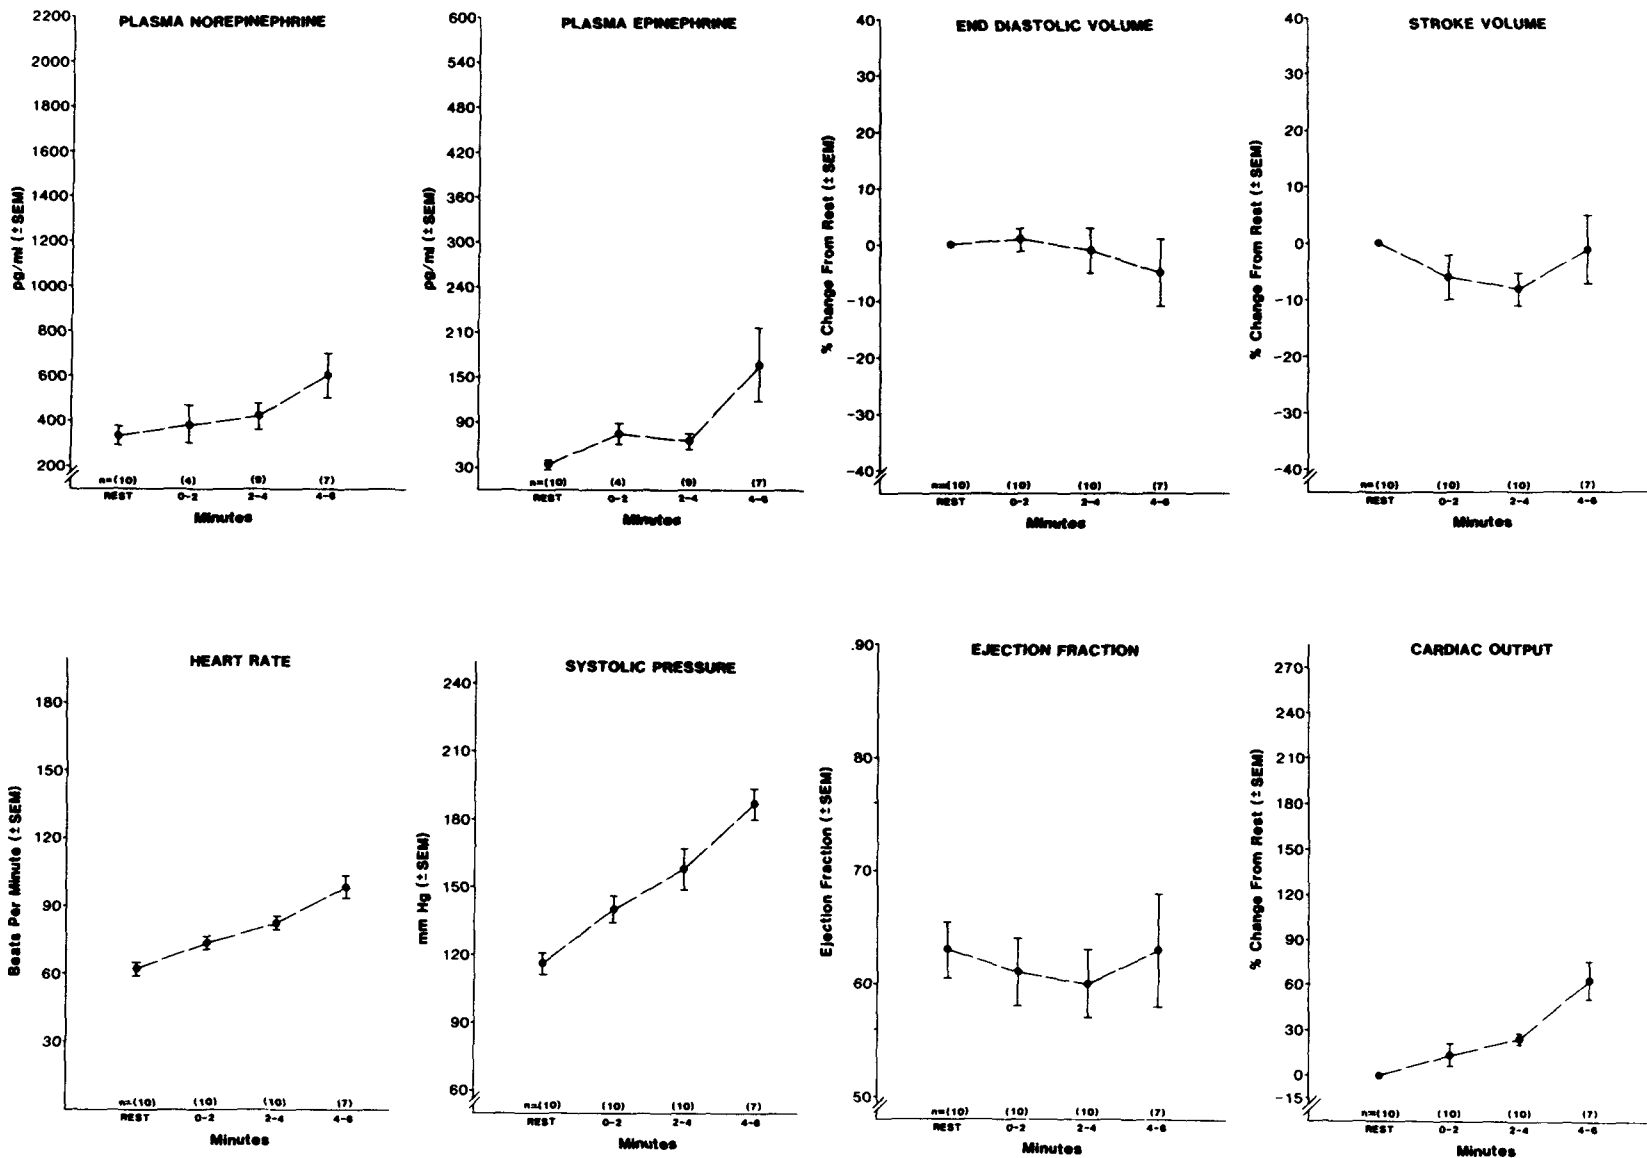 PLASMA NOREPINEPHRINE
2200
2000
1800
1600
1400
1200
1000
800
600
400
200
pg/ml (±SEM)
n=(10) (4) (9) (7)
REST 0-2 2-4 4-6
Minutes
PLASMA EPINEPHRINE
600
540
480
420
360
300
240
210
150
90
30
pg/ml (±SEM)
n=(10) (4) (9) (7)
REST 0-2 2-4 4-6
Minutes
END DIASTOLIC VOLUME
40
30
20
10
0
-10
-20
-30
-40
% Change From Rest (±SEM)
n=(10) (10) (10) (7)
REST 0-2 2-4 4-6
Minutes
STROKE VOLUME
40
30
20
10
0
-10
-20
-30
-40
% Change From Rest (±SEM)
n=(10) (10) (10) (7)
REST 0-2 2-4 4-6
Minutes
HEART RATE
180
150
120
90
60
30
Beats Per Minute (±SEM)
n=(10) (10) (10) (7)
REST 0-2 2-4 4-6
Minutes
SYSTOLIC PRESSURE
240
210
180
150
120
90
60
mm Hg (±SEM)
n=(10) (10) (10) (7)
REST 0-2 2-4 4-6
Minutes
EJECTION FRACTION
.90
80
70
60
50
Ejection Fraction (±SEM)
n=(10) (10) (10) (7)
REST 0-2 2-4 4-6
Minutes
CARDIAC OUTPUT
270
240
210
180
150
120
90
60
30
0
-15
% Change From Rest (±SEM)
n=(10) (10) (10) (7)
REST 0-2 2-4 4-6
Minutes